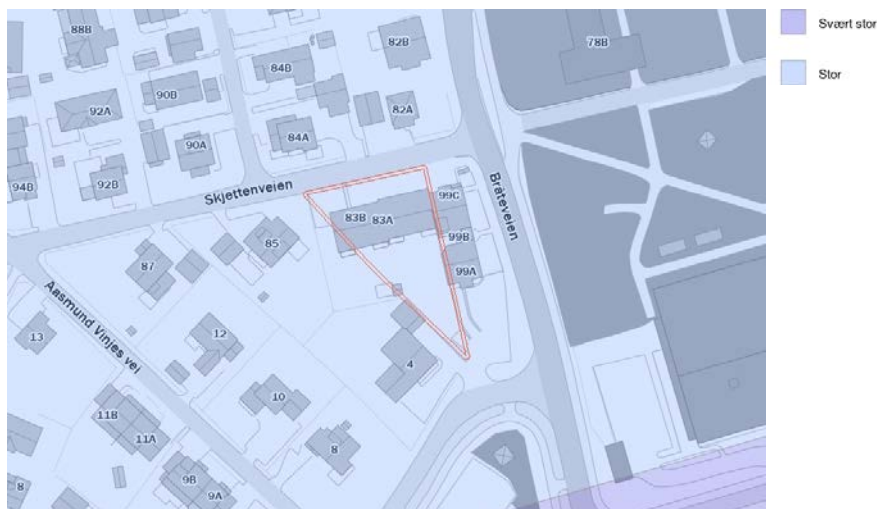 88B
82B
78B
Svært stor
84B
90B
Stor
92A
82A
84A
90A
94B
92B
Skjettenveien
99C
Bråteveien
83B
83A
85
99B
87
99A
Aasmund Vinjes vei
13
12
4
10
11B
11A
8
9B
8
9A